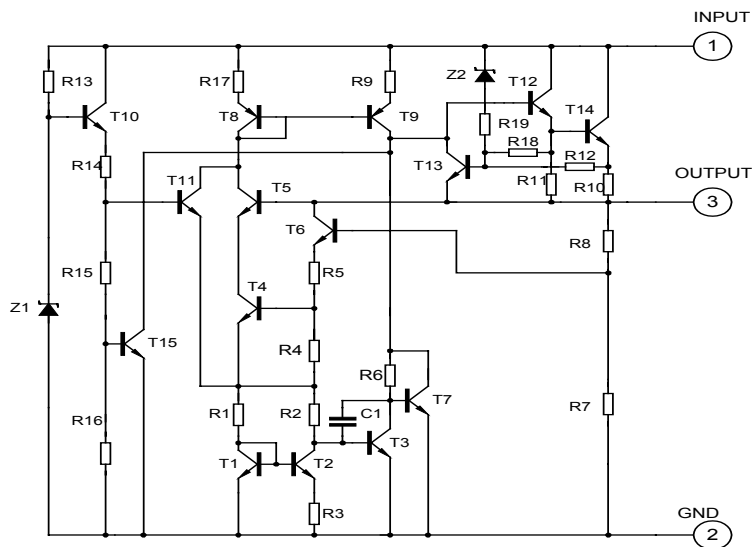 INPUT
1
R13
R17
R9
Z2
T12
T10
T8
T9
T14
R19
R18
R14
T13
R12
T11
R11
R10
OUTPUT
3
T5
T6
R8
R15
R5
T4
Z1
T15
R4
R6
R16
R1
R2
C1
T7
R7
T3
T1
T2
R3
GND
2